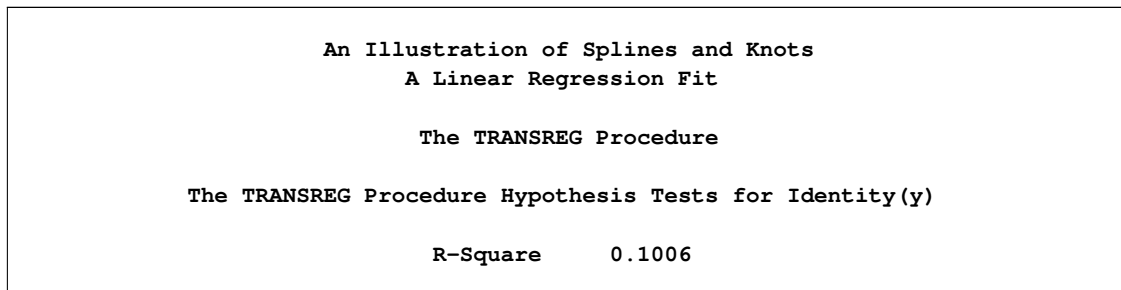 An Illustration of Splines and Knots
A Linear Regression Fit
The TRANSREG Procedure
The TRANSREG Procedure Hypothesis Tests for Identity(y)
R-Square 0.1006